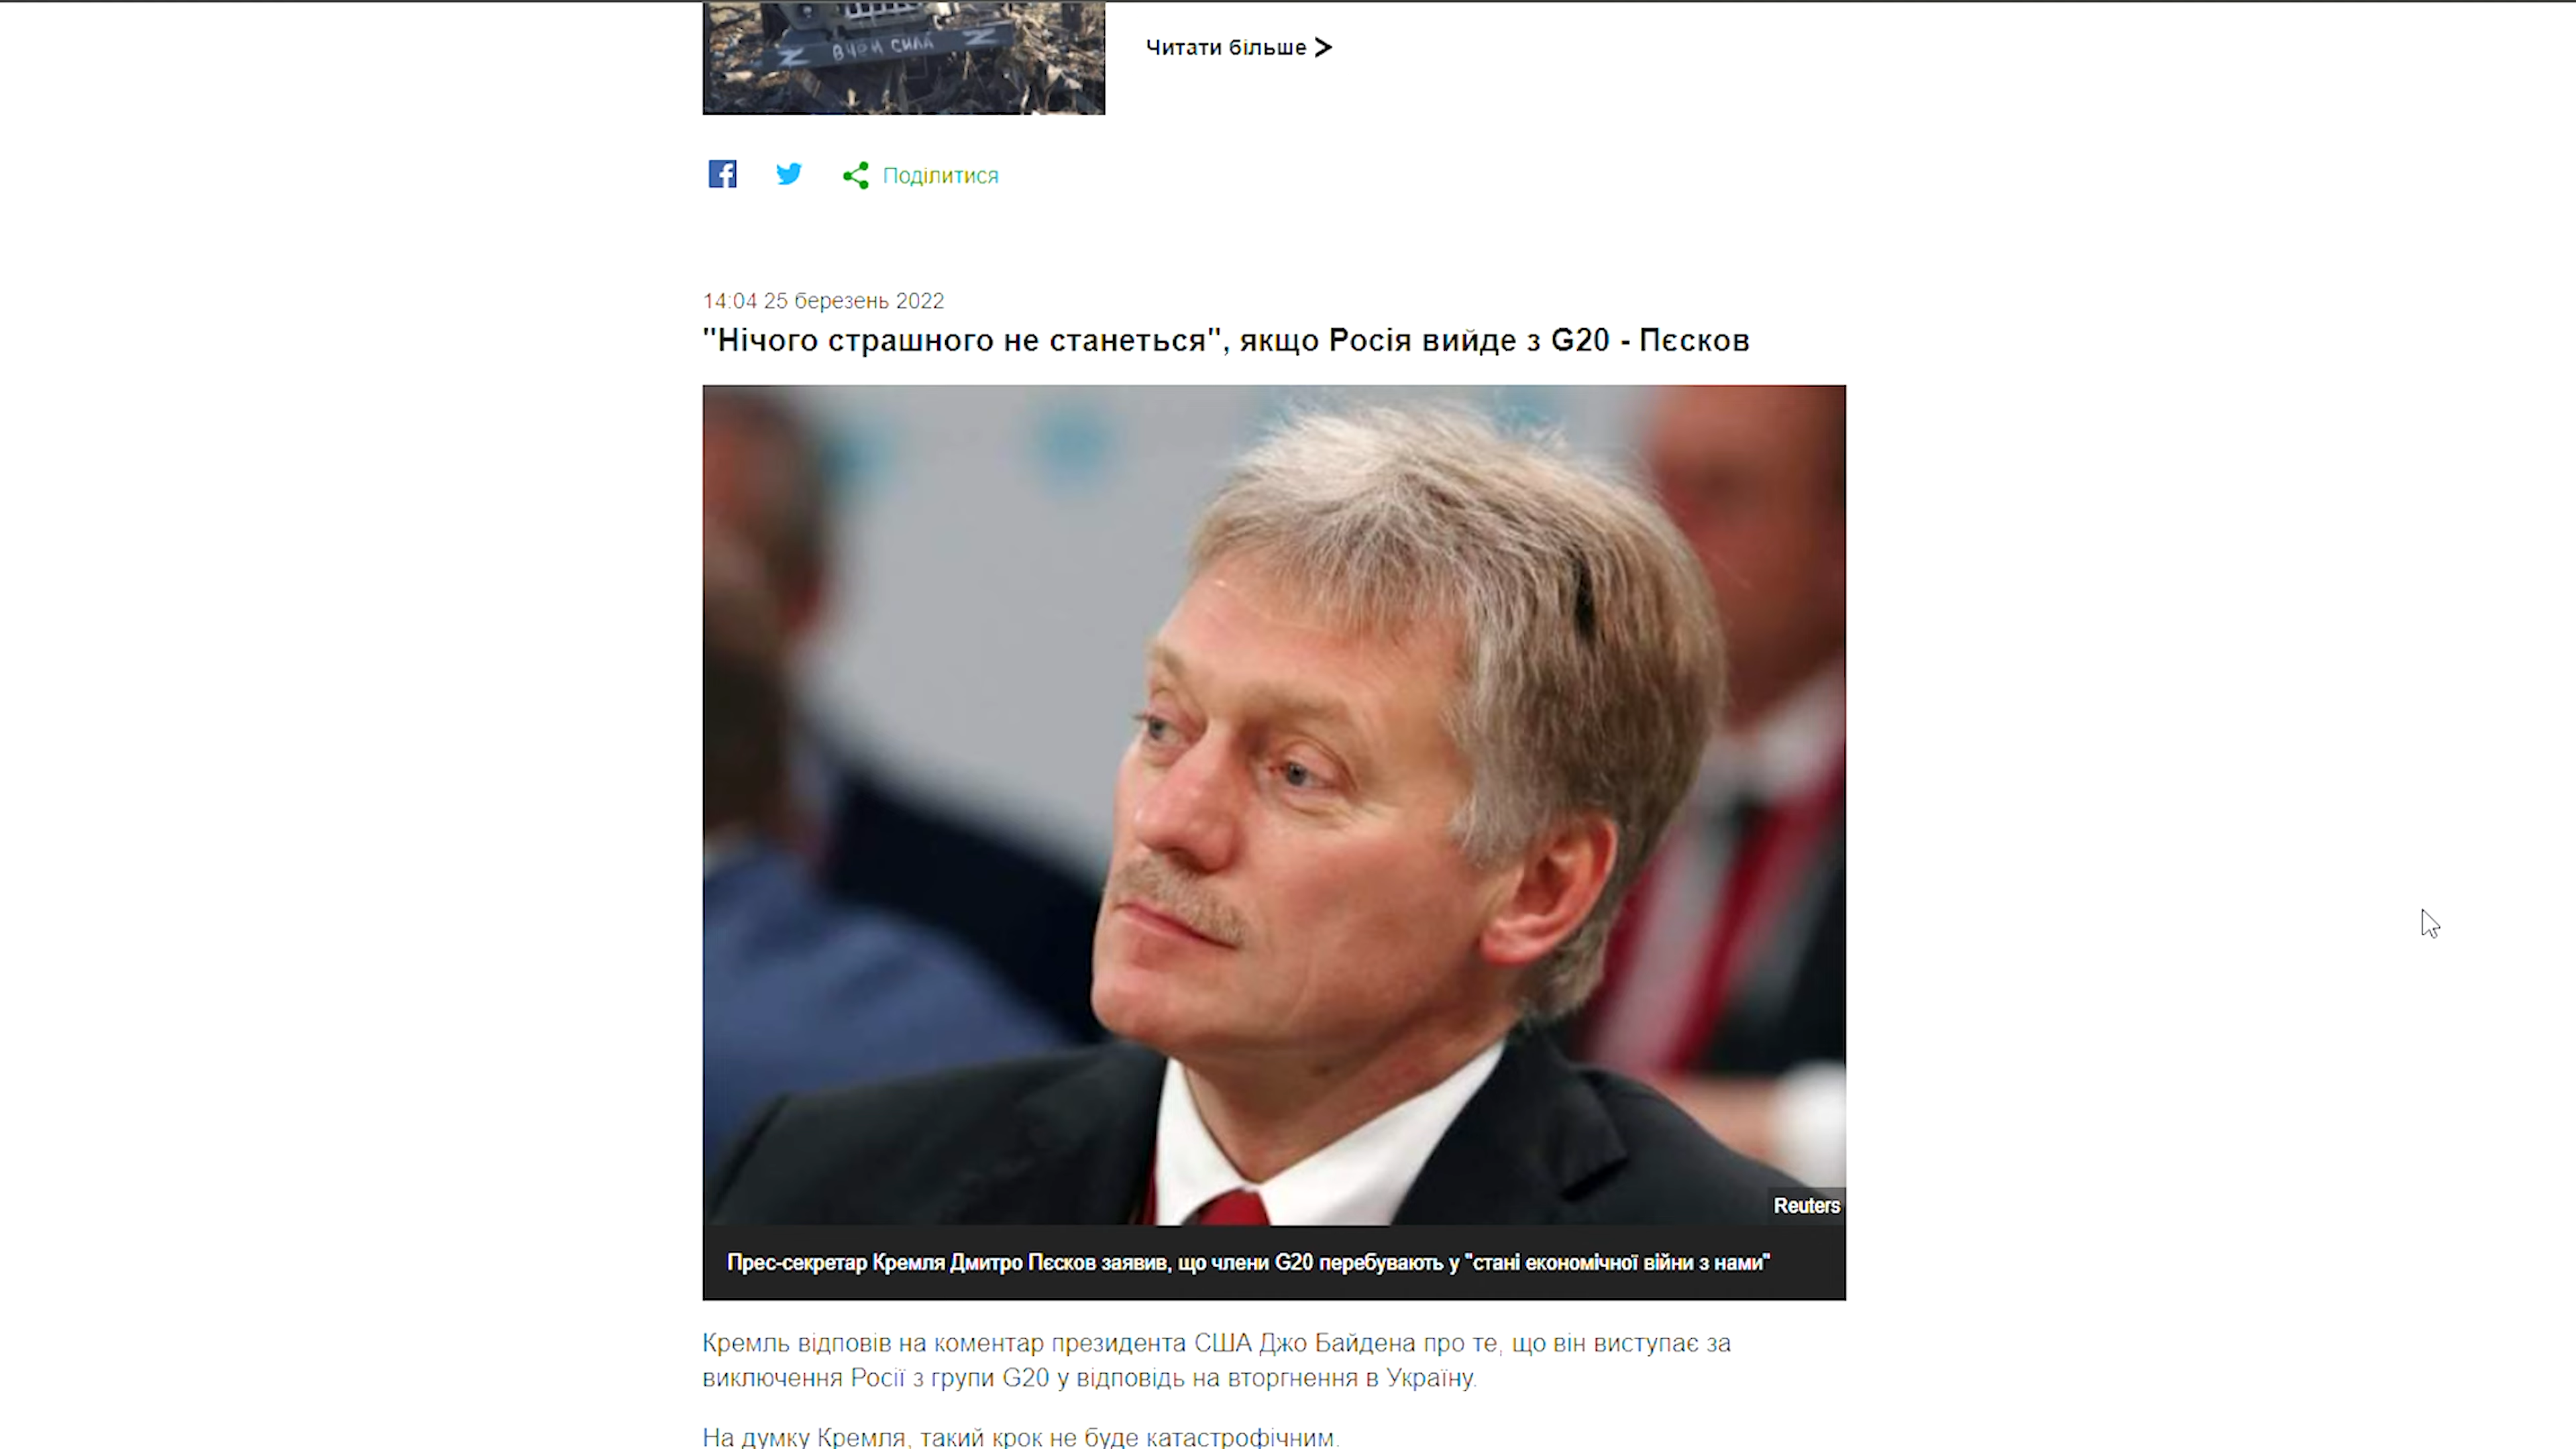 В ЧОМ СИЛА
Читати більше
Поділитися
14:04 25 березень 2022
"Нічого страшного не станеться", якщо Росія вийде з G20 - Пєсков
Reuters
Прес-секретар Кремля Дмитро Пєсков заявив, що члени G20 перебувають у "стані економічної війни з нами"
Кремль відповів на коментар президента США Джо Байдена про те, що він виступає за
виключення Росії з групи G20 у відповідь на вторгнення в Україну.
На думку Кремля, такий крок не буде катастрофічним.